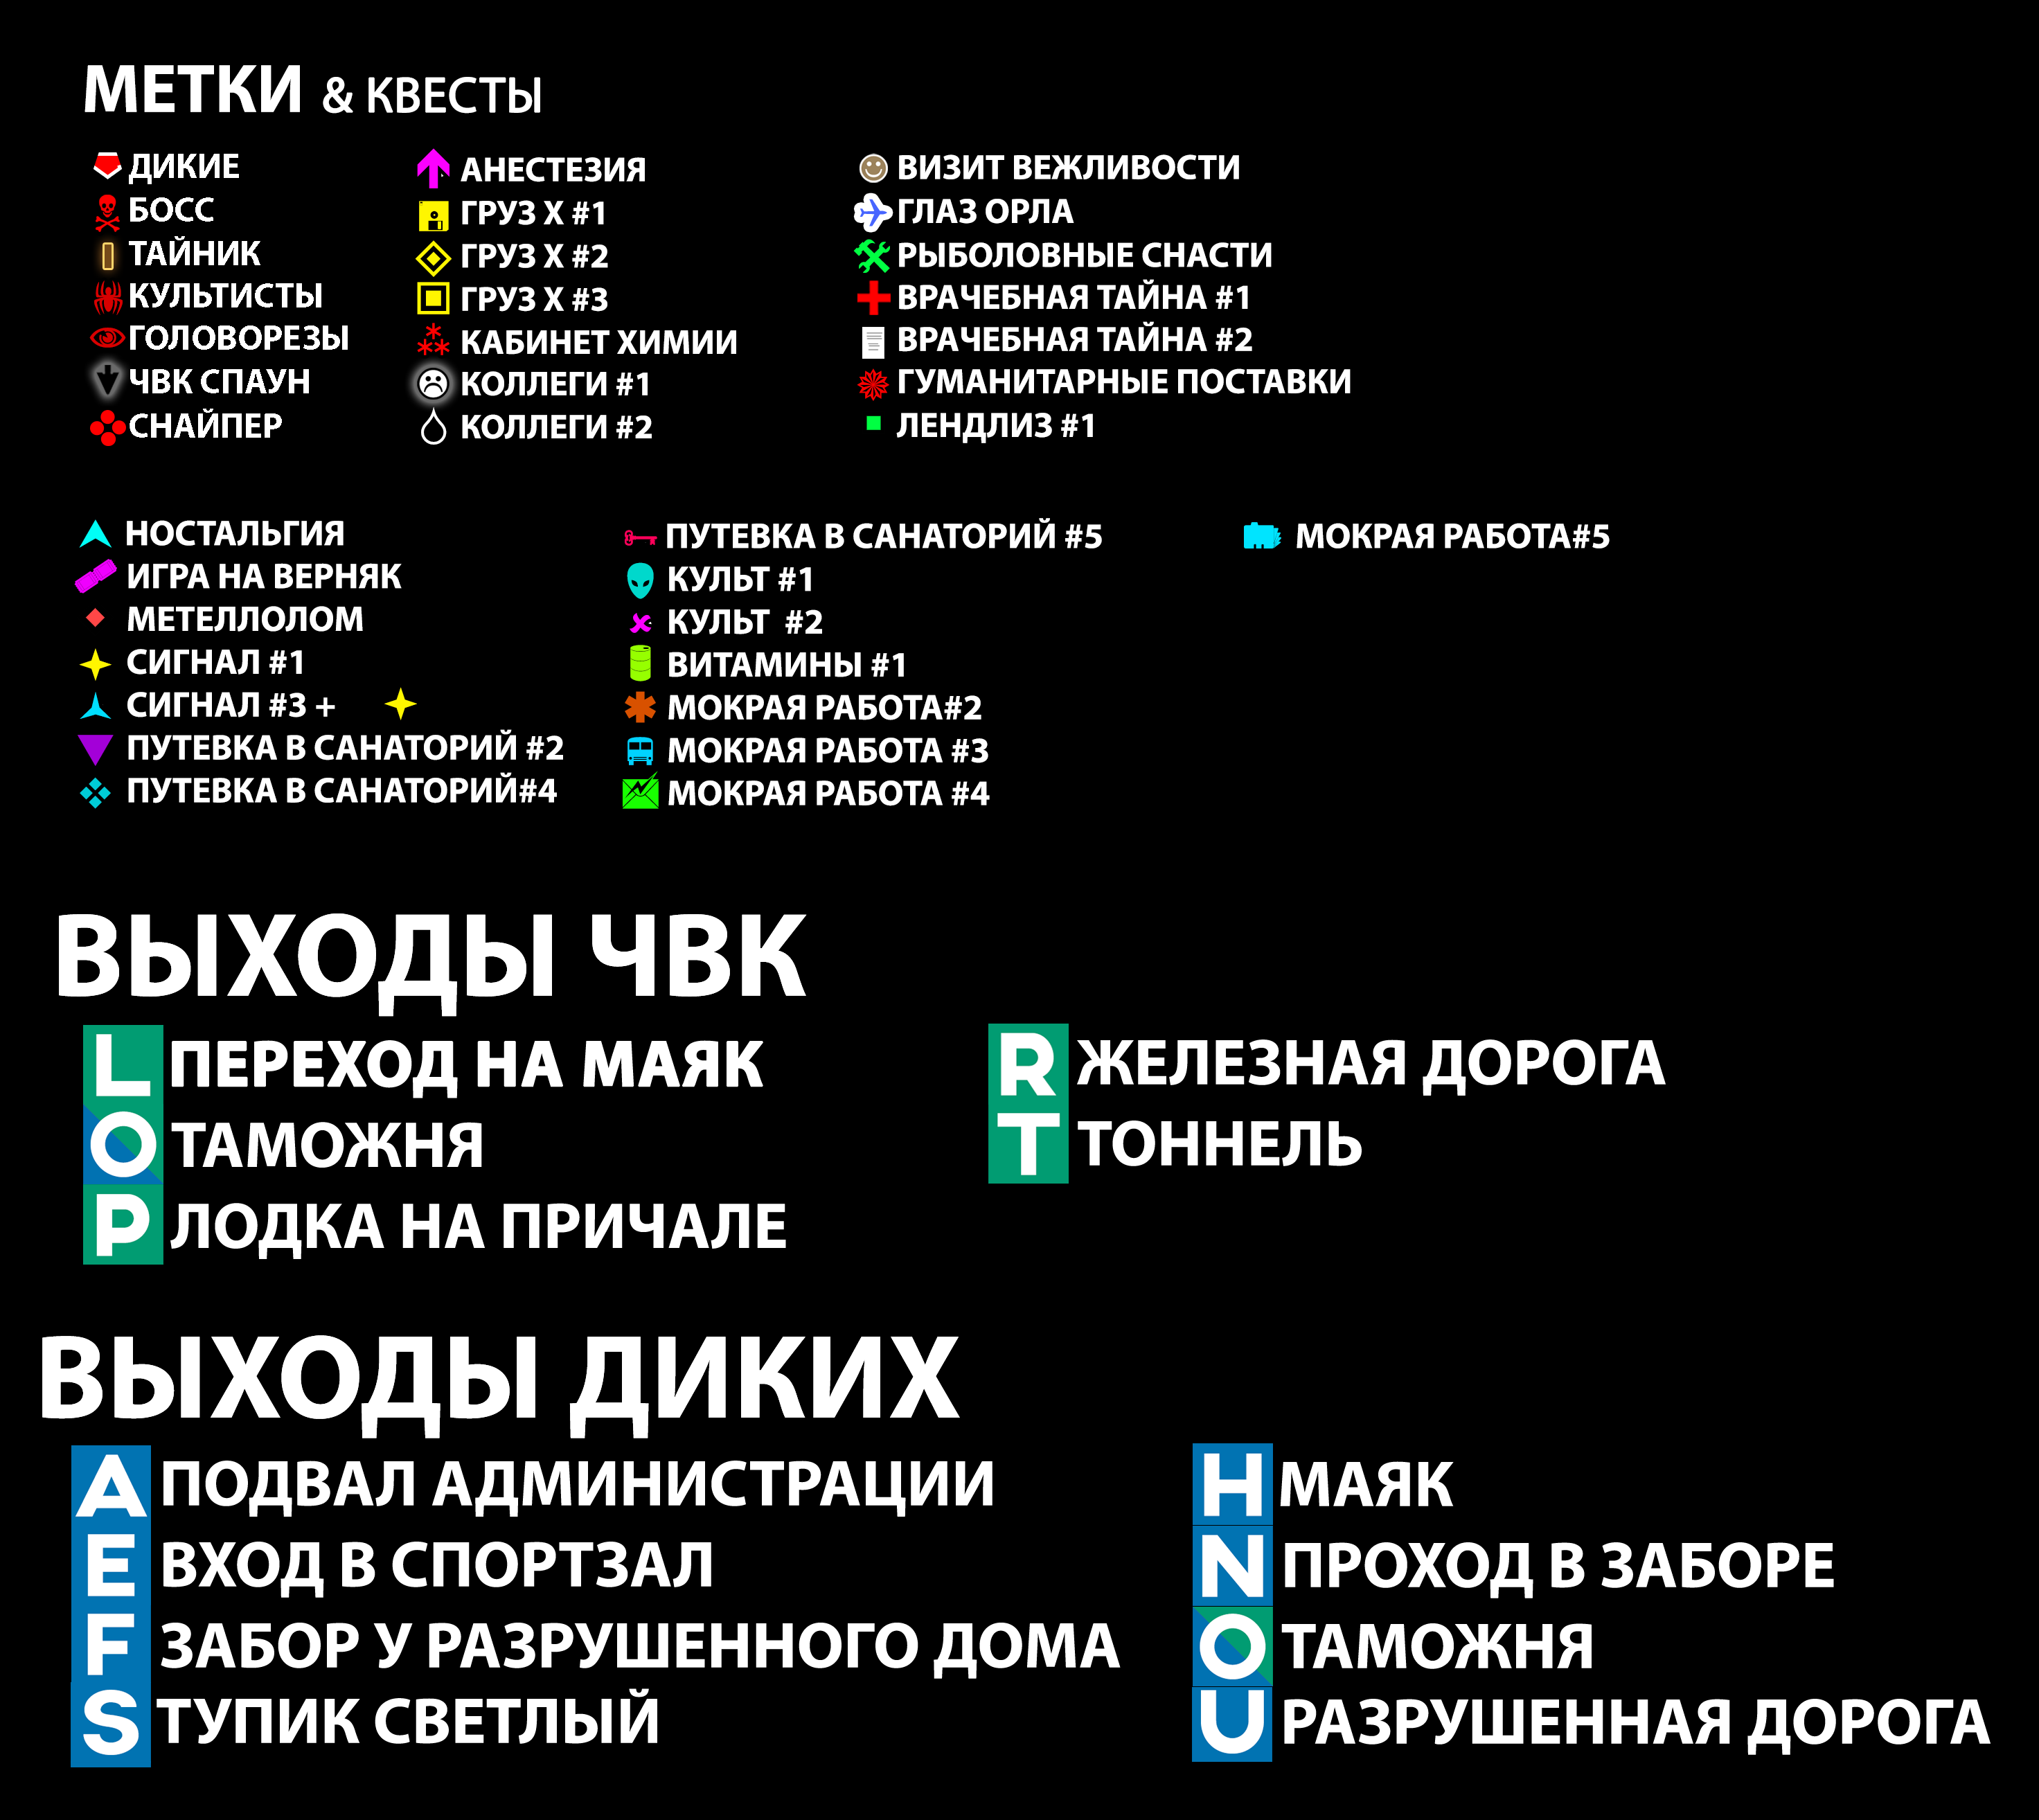 МЕТКИ & КВЕСТЫ
ДИКИЕ
БОСС
ТАЙНИК
КУЛЬТИСТЫ
ГОЛОВОРЕЗЫ
ЧВК СПАУН
СНАЙПЕР
АНЕСТЕЗИЯ
ГРУЗ Х #1
ГРУЗ Х #2
ГРУЗ Х #3
КАБИНЕТ ХИМИИ
КОЛЛЕГИ #1
КОЛЛЕГИ #2
ВИЗИТ ВЕЖЛИВОСТИ
ГЛАЗ ОРЛА
РЫБОЛОВНЫЕ СНАСТИ
ВРАЧЕБНАЯ ТАЙНА #1
ВРАЧЕБНАЯ ТАЙНА #2
ГУМАНИТАРНЫЕ ПОСТАВКИ
ЛЕНДЛИЗ #1
НОСТАЛЬГИЯ
ИГРА НА ВЕРНЯК
МЕТЕЛЛОЛОМ
СИГНАЛ #1
СИГНАЛ #3 +
ПУТЕВКА В САНАТОРИЙ #2
ПУТЕВКА В САНАТОРИЙ#4
ПУТЕВКА В САНАТОРИЙ #5
КУЛЬТ #1
КУЛЬТ #2
ВИТАМИНЫ #1
МОКРАЯ РАБОТА#2
МОКРАЯ РАБОТА #3
МОКРАЯ РАБОТА #4
МОКРАЯ РАБОТА#5
ВЫХОДЫ ЧВК
L ПЕРЕХОД НА МАЯК
O ТАМОЖНЯ
P ЛОДКА НА ПРИЧАЛЕ
R ЖЕЛЕЗНАЯ ДОРОГА
T ТОННЕЛЬ
ВЫХОДЫ ДИКИХ
A ПОДВАЛ АДМИНИСТРАЦИИ
E ВХОД В СПОРТЗАЛ
F ЗАБОР У РАЗРУШЕННОГО ДОМА
S ТУПИК СВЕТЛЫЙ
H МАЯК
N ПРОХОД В ЗАБОРЕ
O ТАМОЖНЯ
U РАЗРУШЕННАЯ ДОРОГА